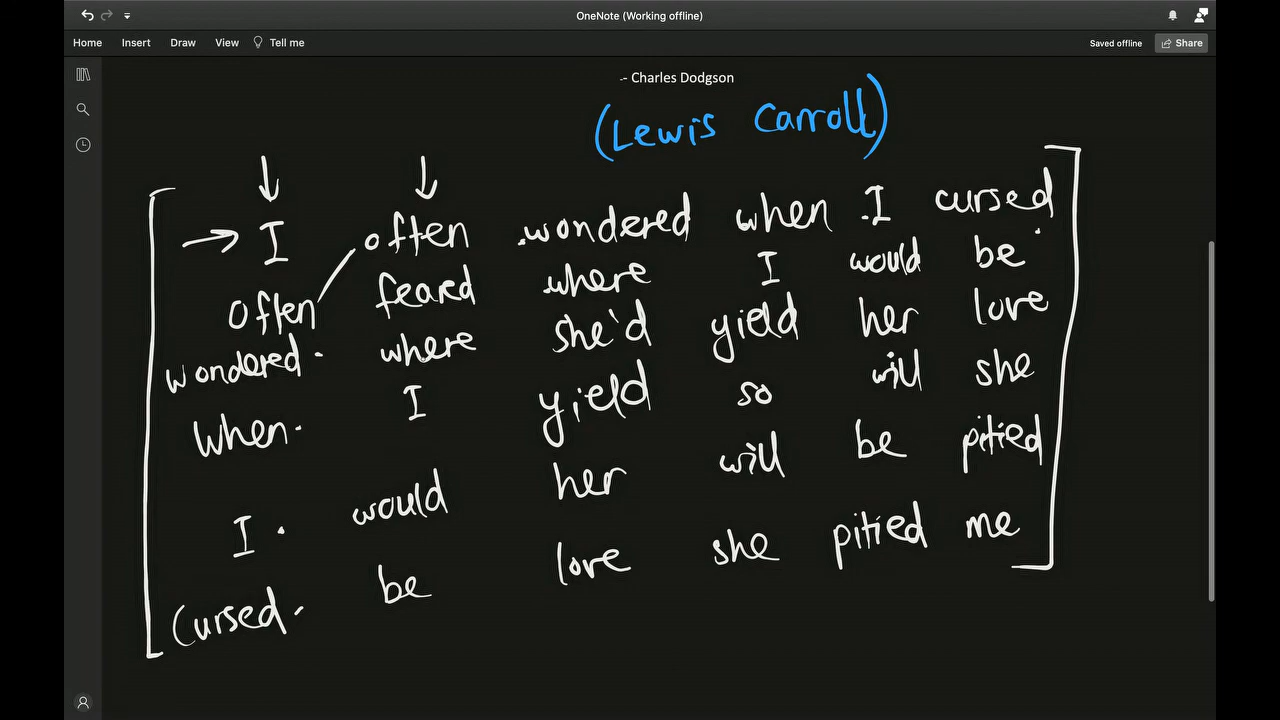 OneNote (Working offline)
Home Insert Draw View Tell me
Saved offline Share
-- Charles Dodgson
(Lewis Carroll)
I often wondered when I cursed
often feared where I would be
wondered where she'd yield her love
when I yield so will she
I would her will be pitied
cursed be love she pitied me